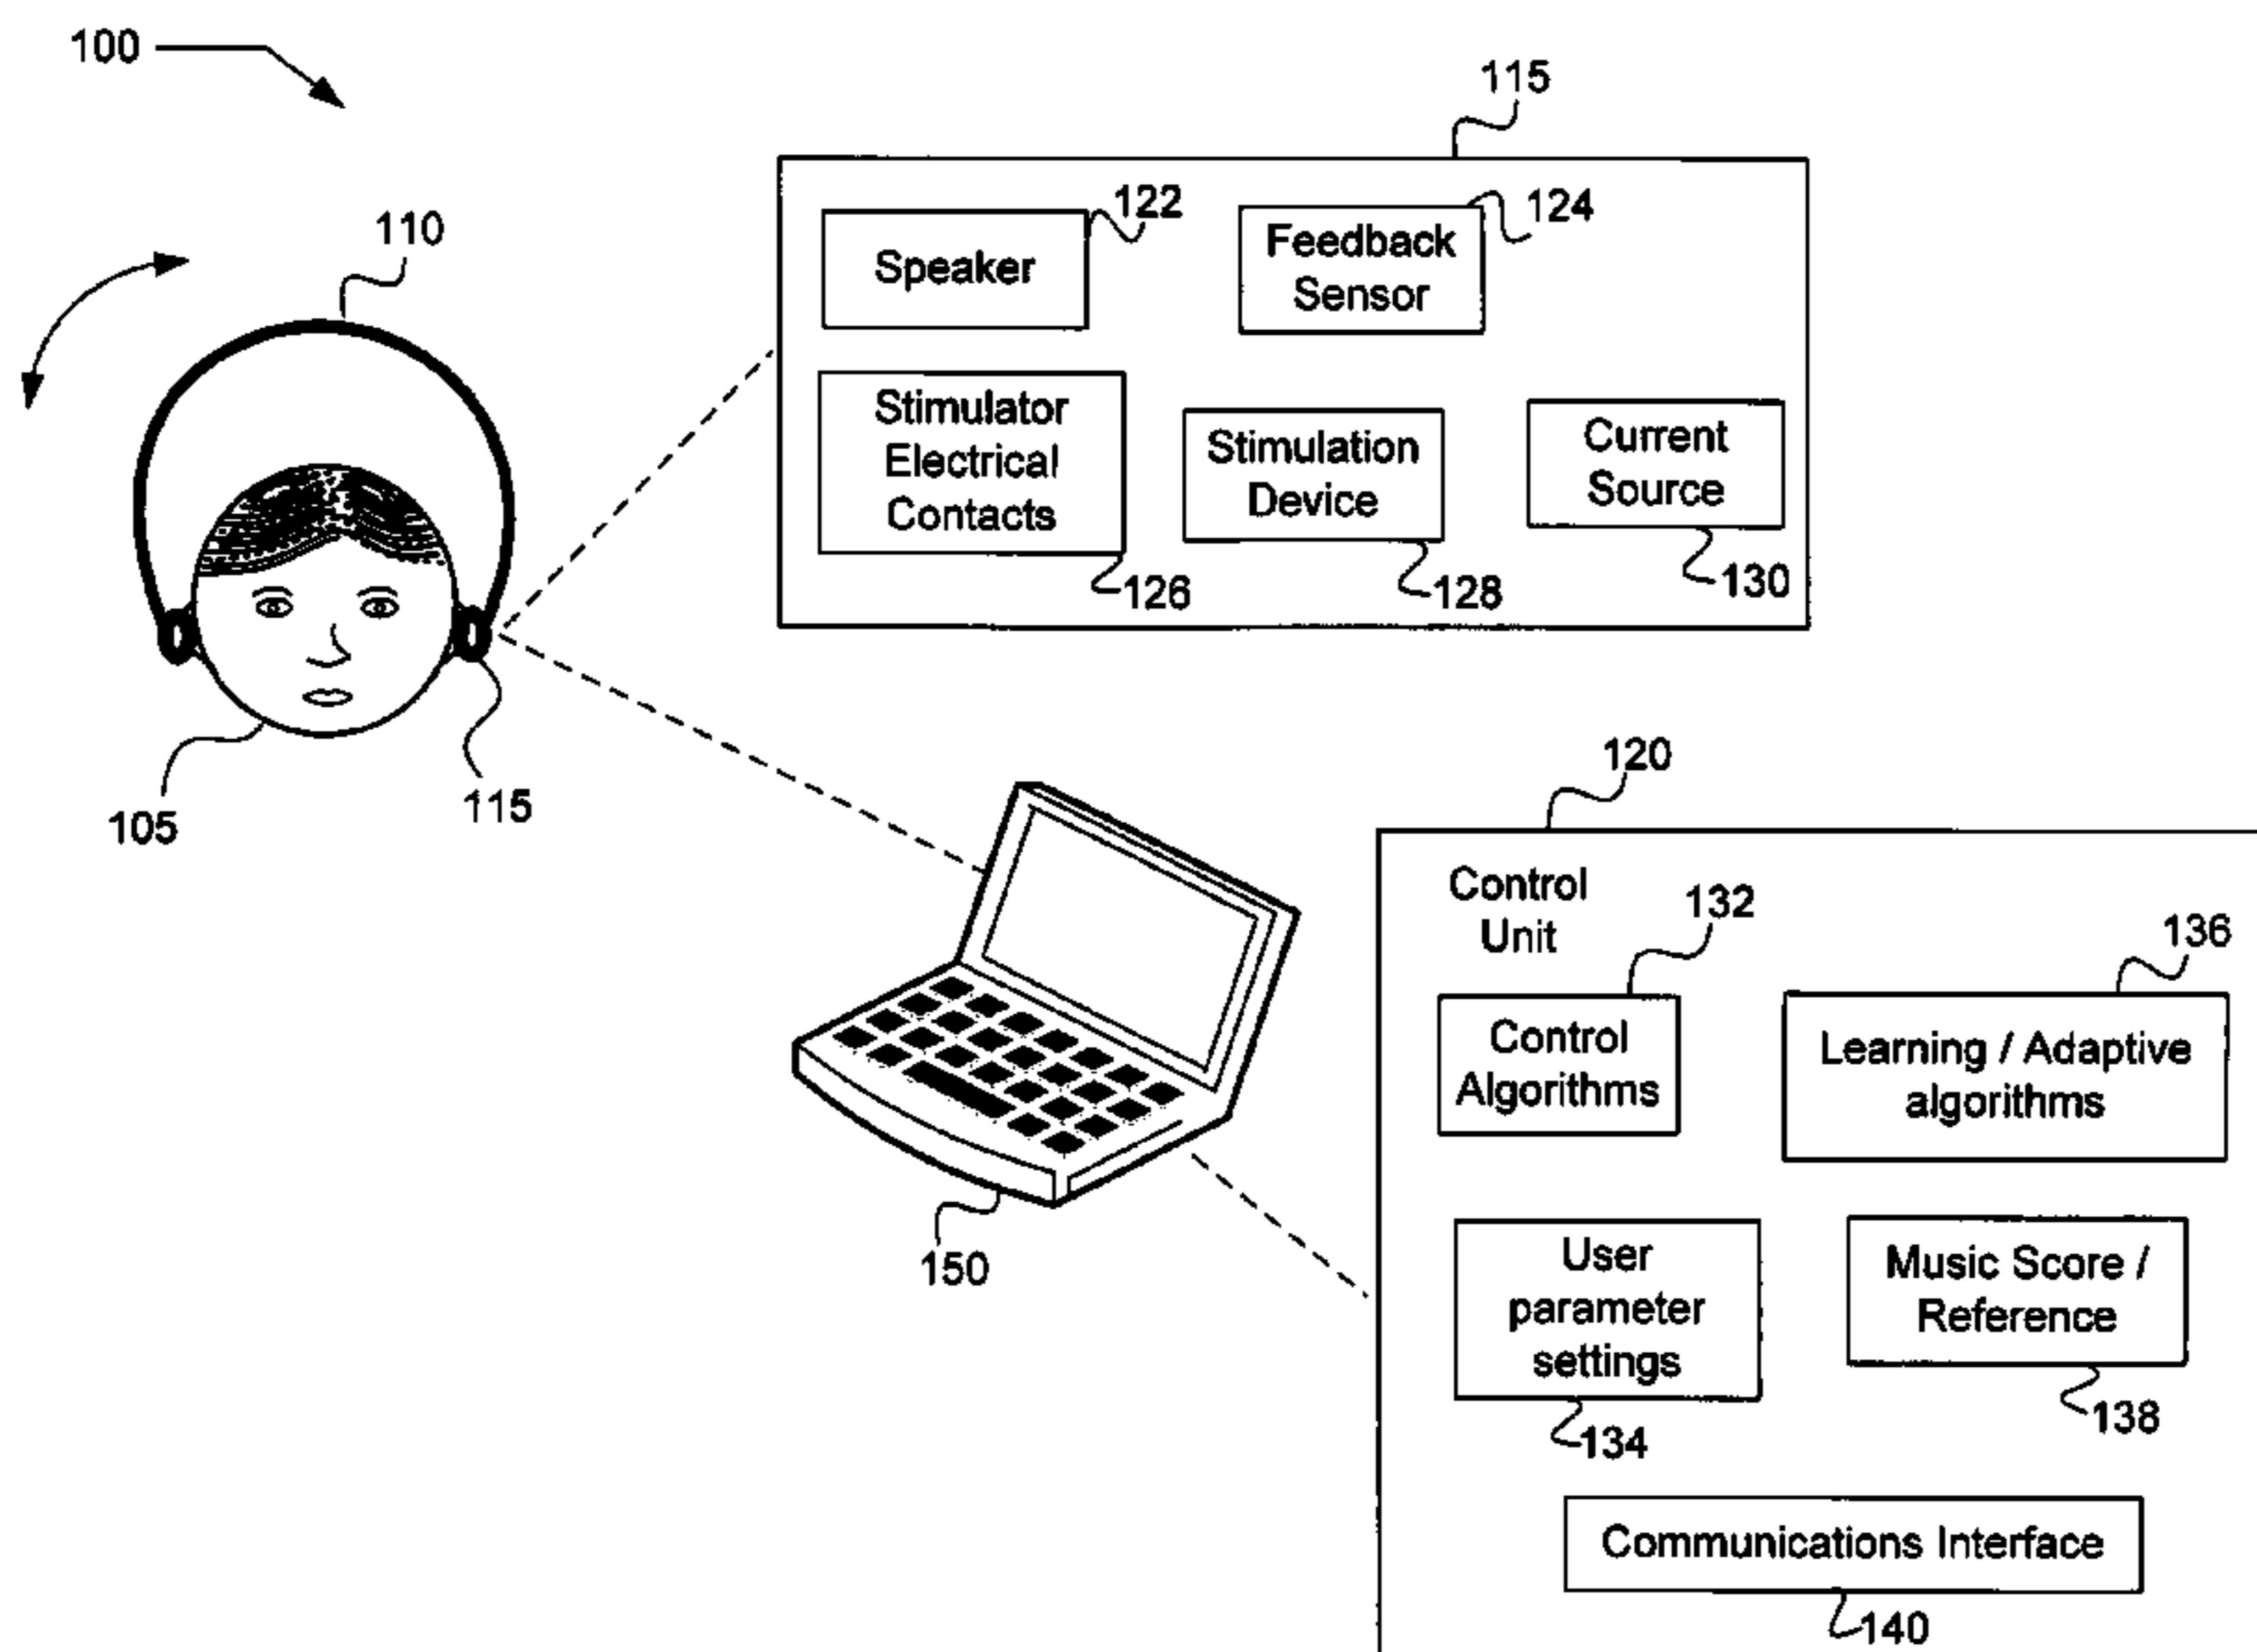 100
115
110
Speaker
122
Feedback
Sensor
124
Stimulator
Electrical
Contacts
126
Stimulation
Device
128
Current
Source
130
105
115
150
120
Control
Unit
132
Control
Algorithms
136
Learning / Adaptive
algorithms
User
parameter
settings
134
Music Score /
Reference
138
Communications Interface
140